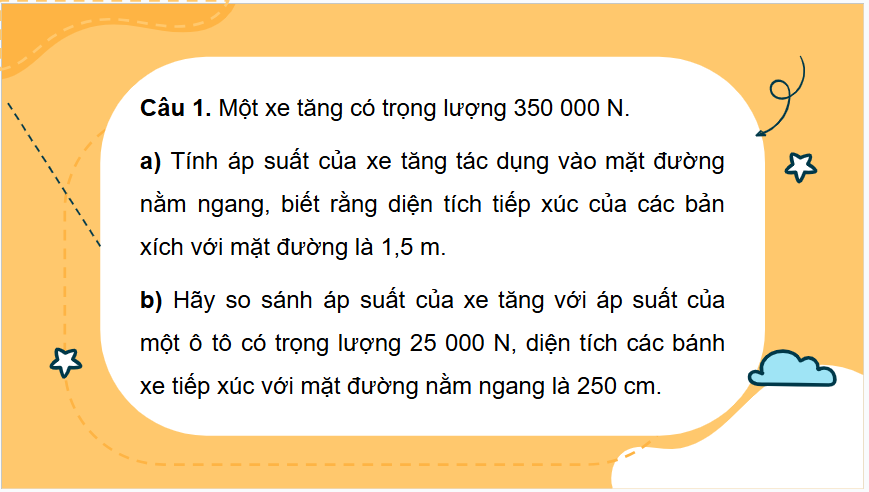 Câu 1. Một xe tăng có trọng lượng 350 000 N.
a) Tính áp suất của xe tăng tác dụng vào mặt đường
nằm ngang, biết rằng diện tích tiếp xúc của các bản
xích với mặt đường là 1,5 m.
b) Hãy so sánh áp suất của xe tăng với áp suất của
một ô tô có trọng lượng 25 000 N, diện tích các bánh
xe tiếp xúc với mặt đường nằm ngang là 250 cm.